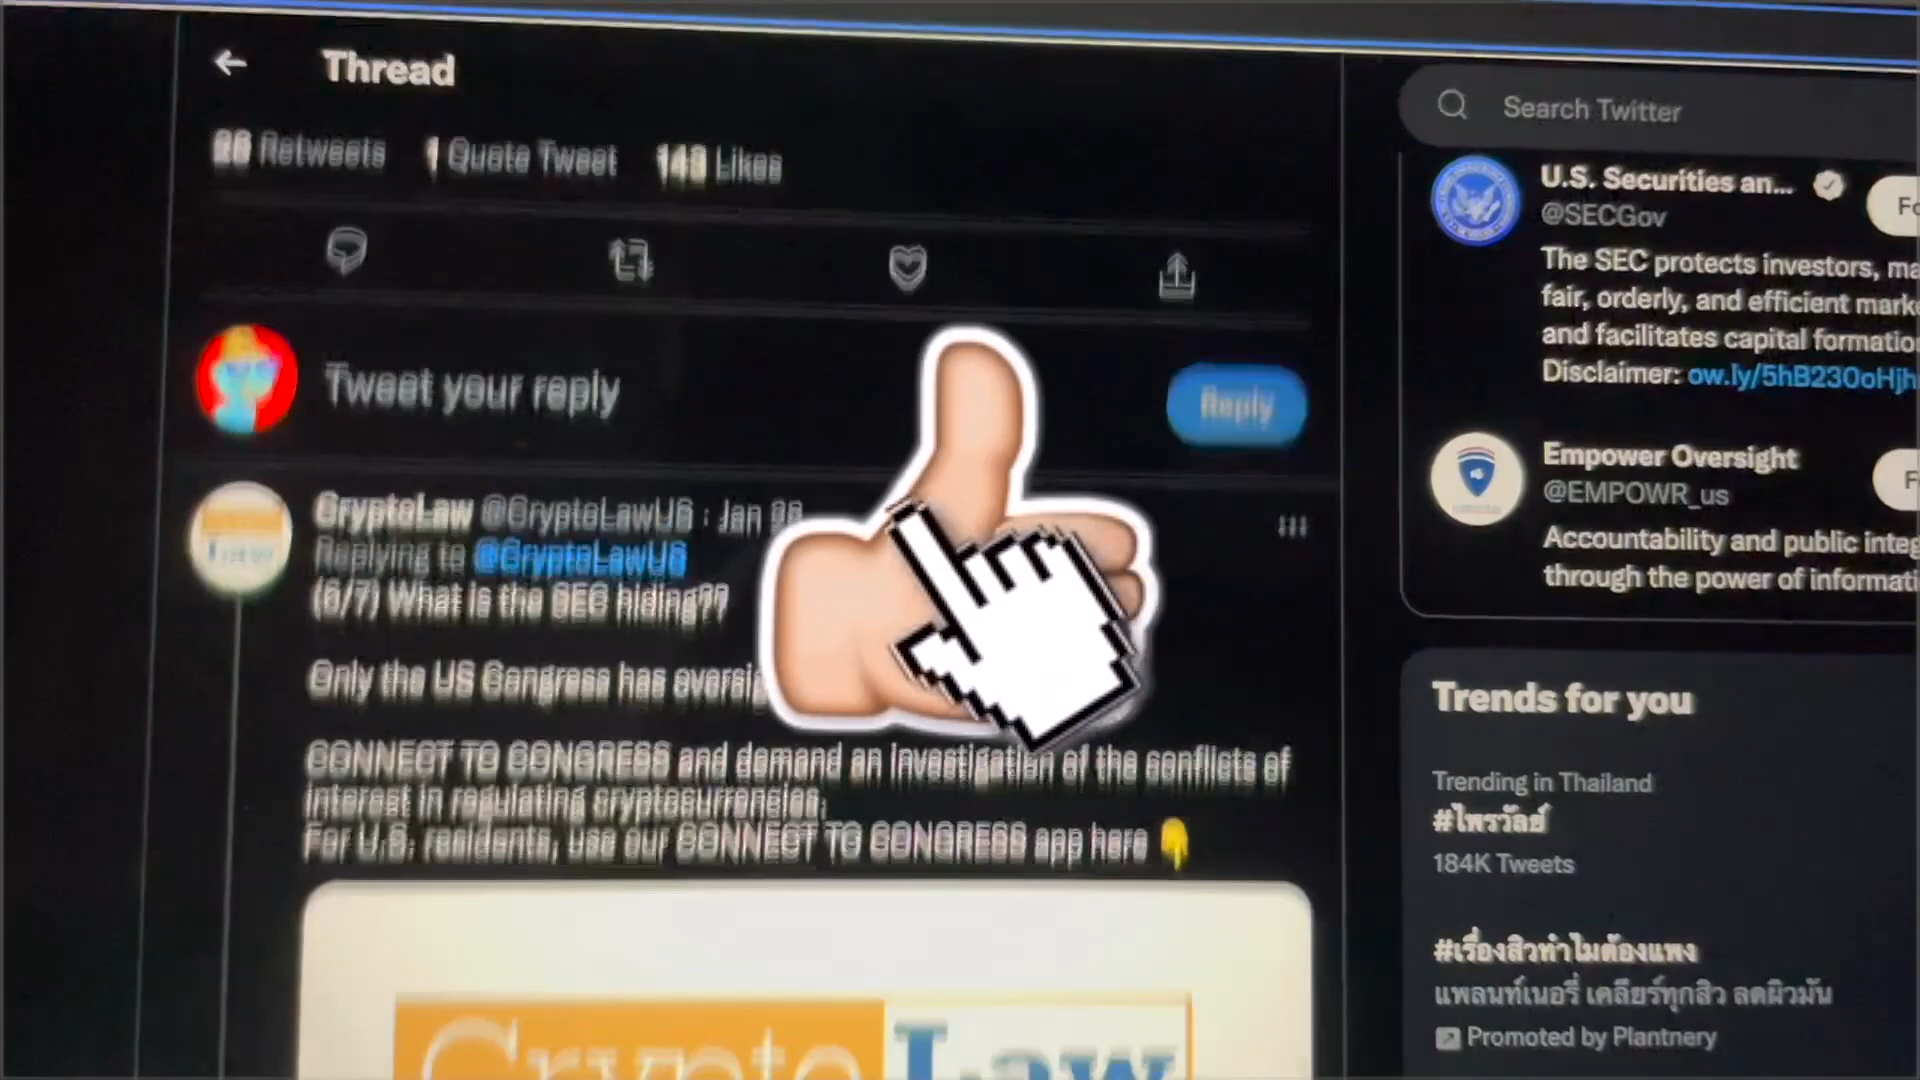 Thread
Retweets
1 Quote Tweet
143 Likes
Tweet your reply
Reply
CryptoLaw @CryptoLawUS · Jan
Replying to @CryptoLawUS
(6/7) What is the SEC hiding??
Only the US Congress has oversi
CONNECT TO CONGRESS and demand an investigation of the conflicts of
interest in regulating cryptocurrencies.
For U.S. residents, use our CONNECT TO CONGRESS app here
Crypto Law
Search Twitter
U.S. Securities an...
@SECGov
Fo
The SEC protects investors, ma
fair, orderly, and efficient marke
and facilitates capital formatio
Disclaimer: ow.ly/5hB23OoHjh
Empower Oversight
@EMPOWR_us
F
Accountability and public integ
through the power of informati
Trends for you
Trending in Thailand
#ไพรวัลย์
184K Tweets
#เรื่องสิวทำไมต้องแพง
แพลนท์เนอรี่ เคลียร์ทุกสิว ลดผิวมัน
Promoted by Plantnery